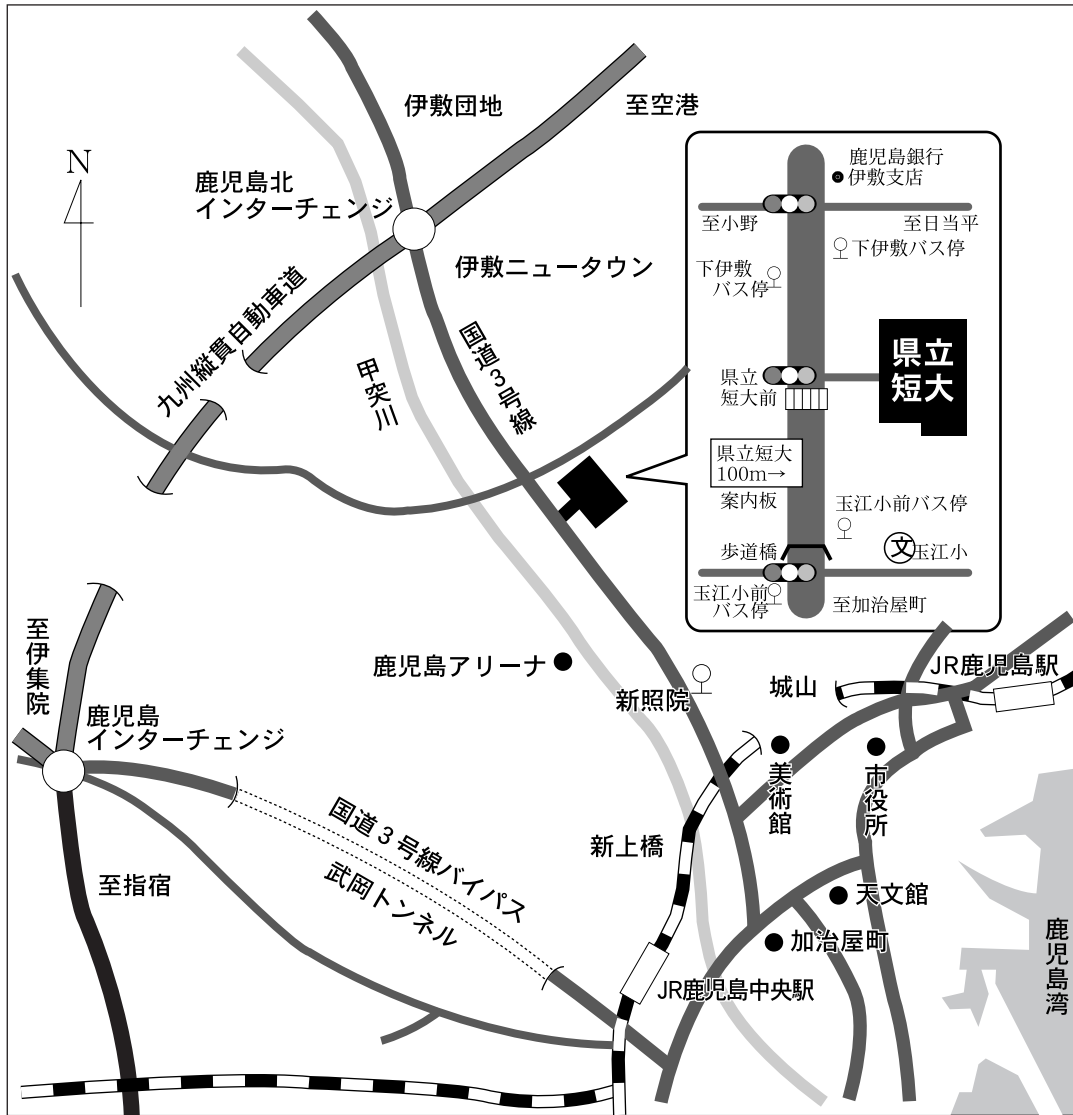 伊敷団地
至空港
N
鹿児島北
インターチェンジ
伊敷ニュータウン
九州縦貫自動車道
甲突川
国道3号線
鹿児島銀行
伊敷支店
至小野
至日当平
下伊敷バス停
下伊敷
バス停
県立
短大
県立
短大前
県立短大
100m→
案内板
玉江小前バス停
歩道橋
文
玉江小
玉江小前
バス停
至加治屋町
至伊集院
鹿児島アリーナ
新照院
城山
JR鹿児島駅
鹿児島
インターチェンジ
美術館
市役所
国道3号線バイパス
武岡トンネル
新上橋
至指宿
天文館
加治屋町
JR鹿児島中央駅
鹿児島湾